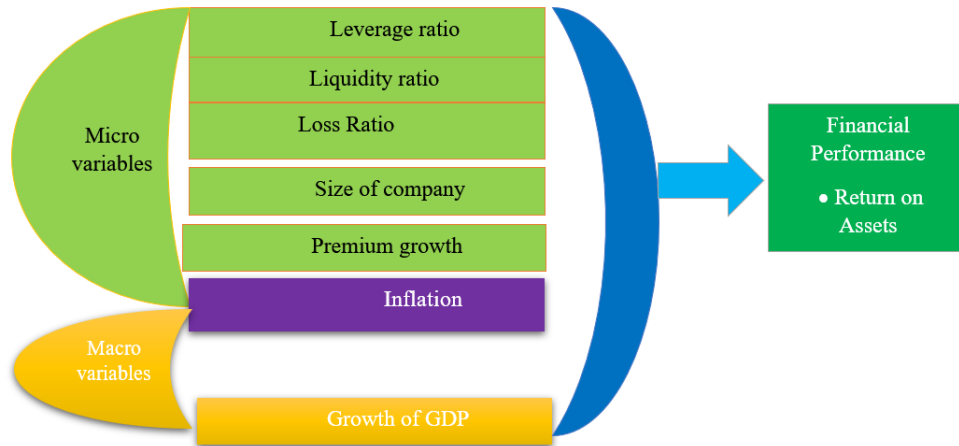 Micro
variables
Leverage ratio
Liquidity ratio
Loss Ratio
Size of company
Premium growth
Inflation
Macro
variables
Growth of GDP
Financial
Performance
● Return on
Assets